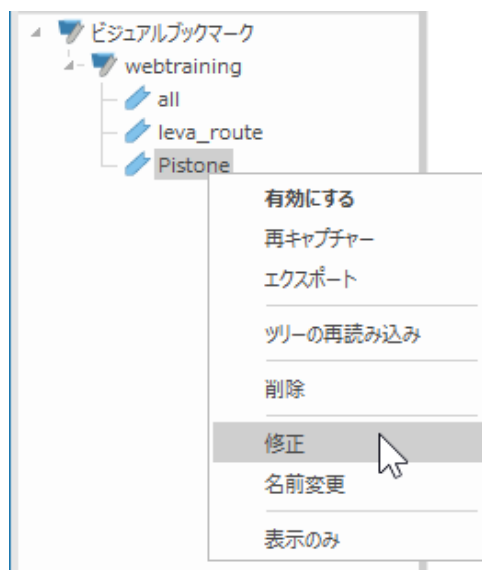 ビジュアルブックマーク
webtraining
all
leva_route
Pistone
有効にする
再キャプチャー
エクスポート
ツリーの再読み込み
削除
修正
名前変更
表示のみ